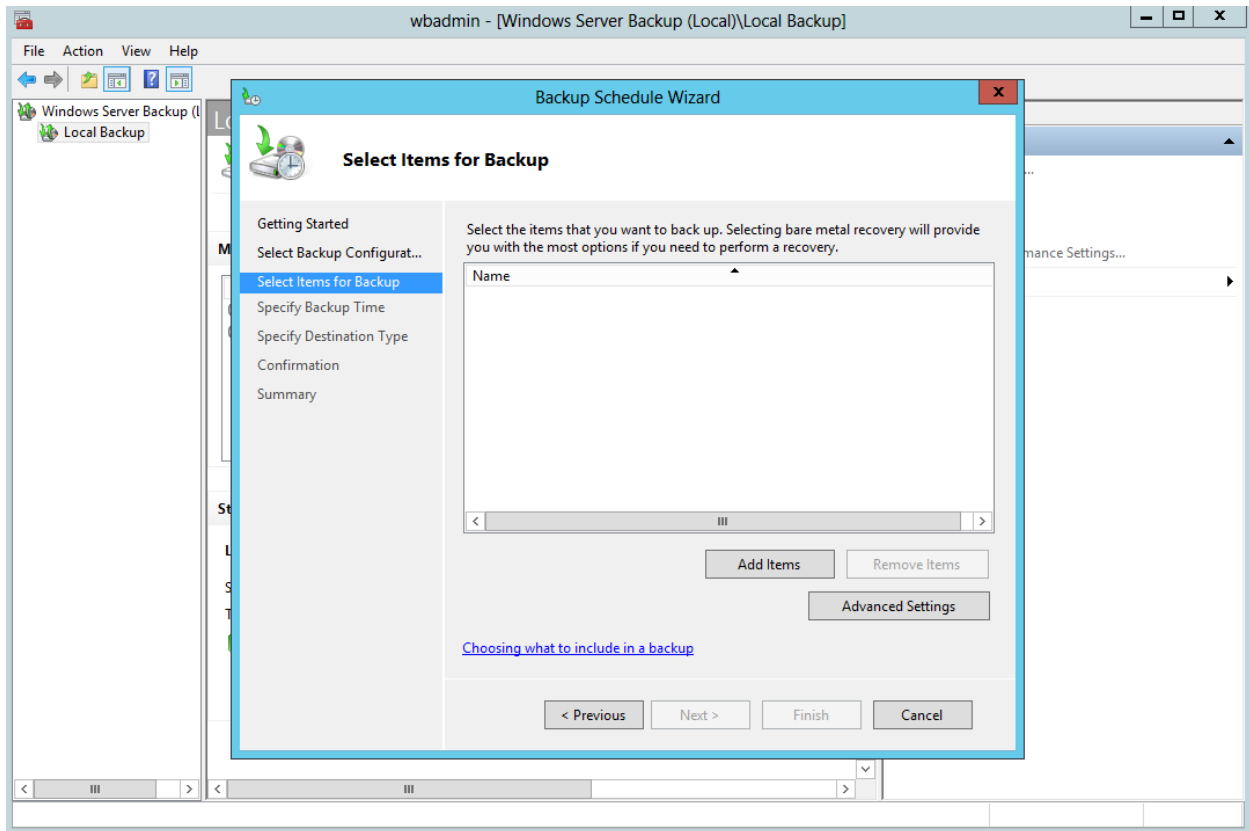 wbadmin - [Windows Server Backup (Local)\Local Backup]
File Action View Help
Windows Server Backup (L
Local Backup
Backup Schedule Wizard
x
Select Items for Backup
Getting Started
Select Backup Configurat...
Select Items for Backup
Specify Backup Time
Specify Destination Type
Confirmation
Summary
Select the items that you want to back up. Selecting bare metal recovery will provide
you with the most options if you need to perform a recovery.
Name
Add Items
Remove Items
Advanced Settings
Choosing what to include in a backup
< Previous
Next >
Finish
Cancel
Lo
M
St
L
S
T
...
mance Settings...